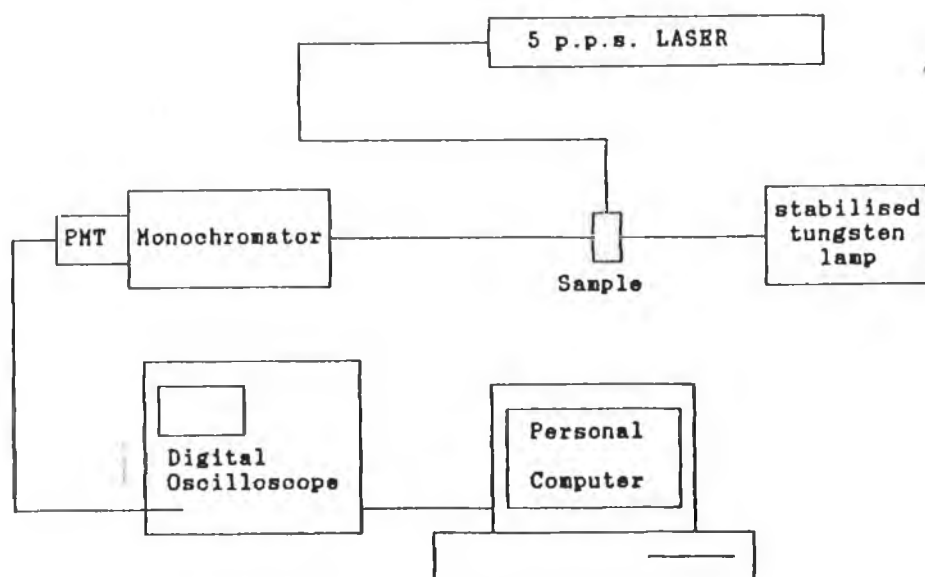 5 p.p.s. LASER
PMT
Monochromator
stabilised
tungsten
lamp
Sample
Digital
Oscilloscope
Personal
Computer